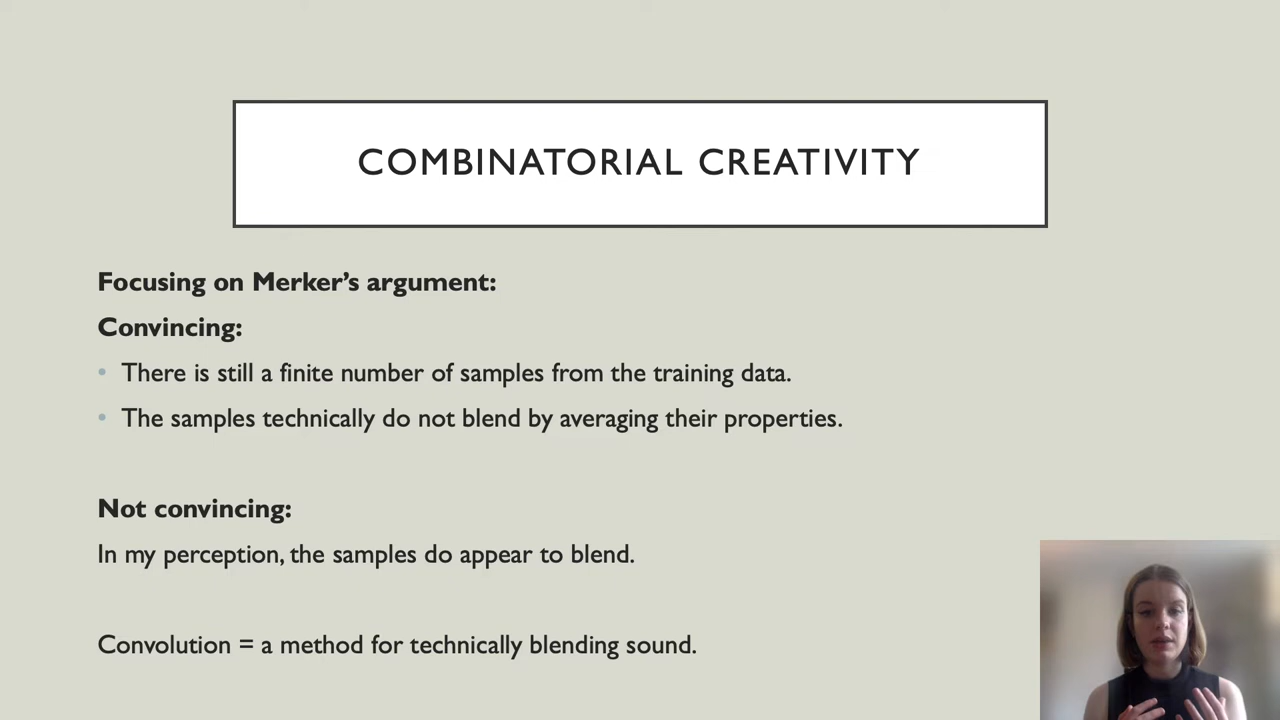 COMBINATORIAL CREATIVITY
Focusing on Merker’s argument:
Convincing:
• There is still a finite number of samples from the training data.
• The samples technically do not blend by averaging their properties.
Not convincing:
In my perception, the samples do appear to blend.
Convolution = a method for technically blending sound.